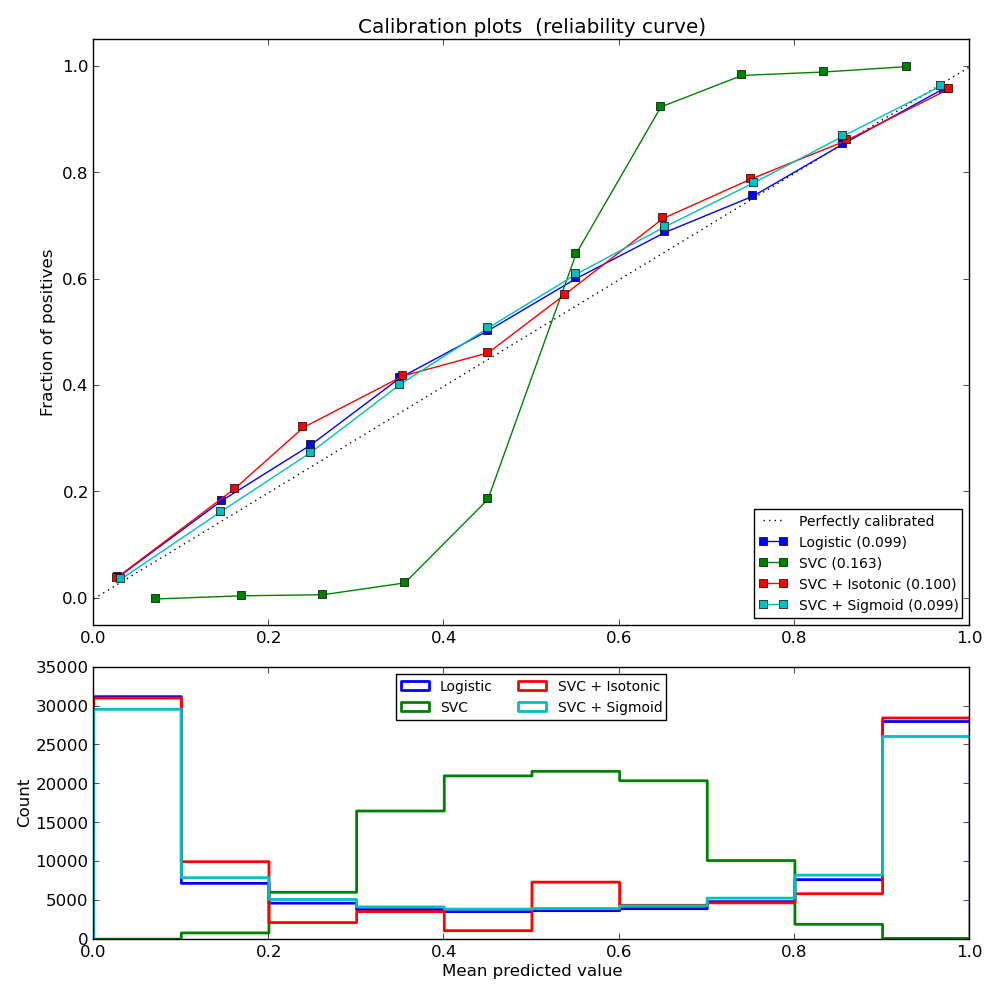 Calibration plots  (reliability curve)
Fraction of positives
1.0
0.8
0.6
0.4
0.2
0.0
0.0 0.2 0.4 0.6 0.8 1.0
Perfectly calibrated
Logistic (0.099)
SVC (0.163)
SVC + Isotonic (0.100)
SVC + Sigmoid (0.099)
Count
35000
30000
25000
20000
15000
10000
5000
0
Logistic SVC + Isotonic
SVC SVC + Sigmoid
0.0 0.2 0.4 0.6 0.8 1.0
Mean predicted value